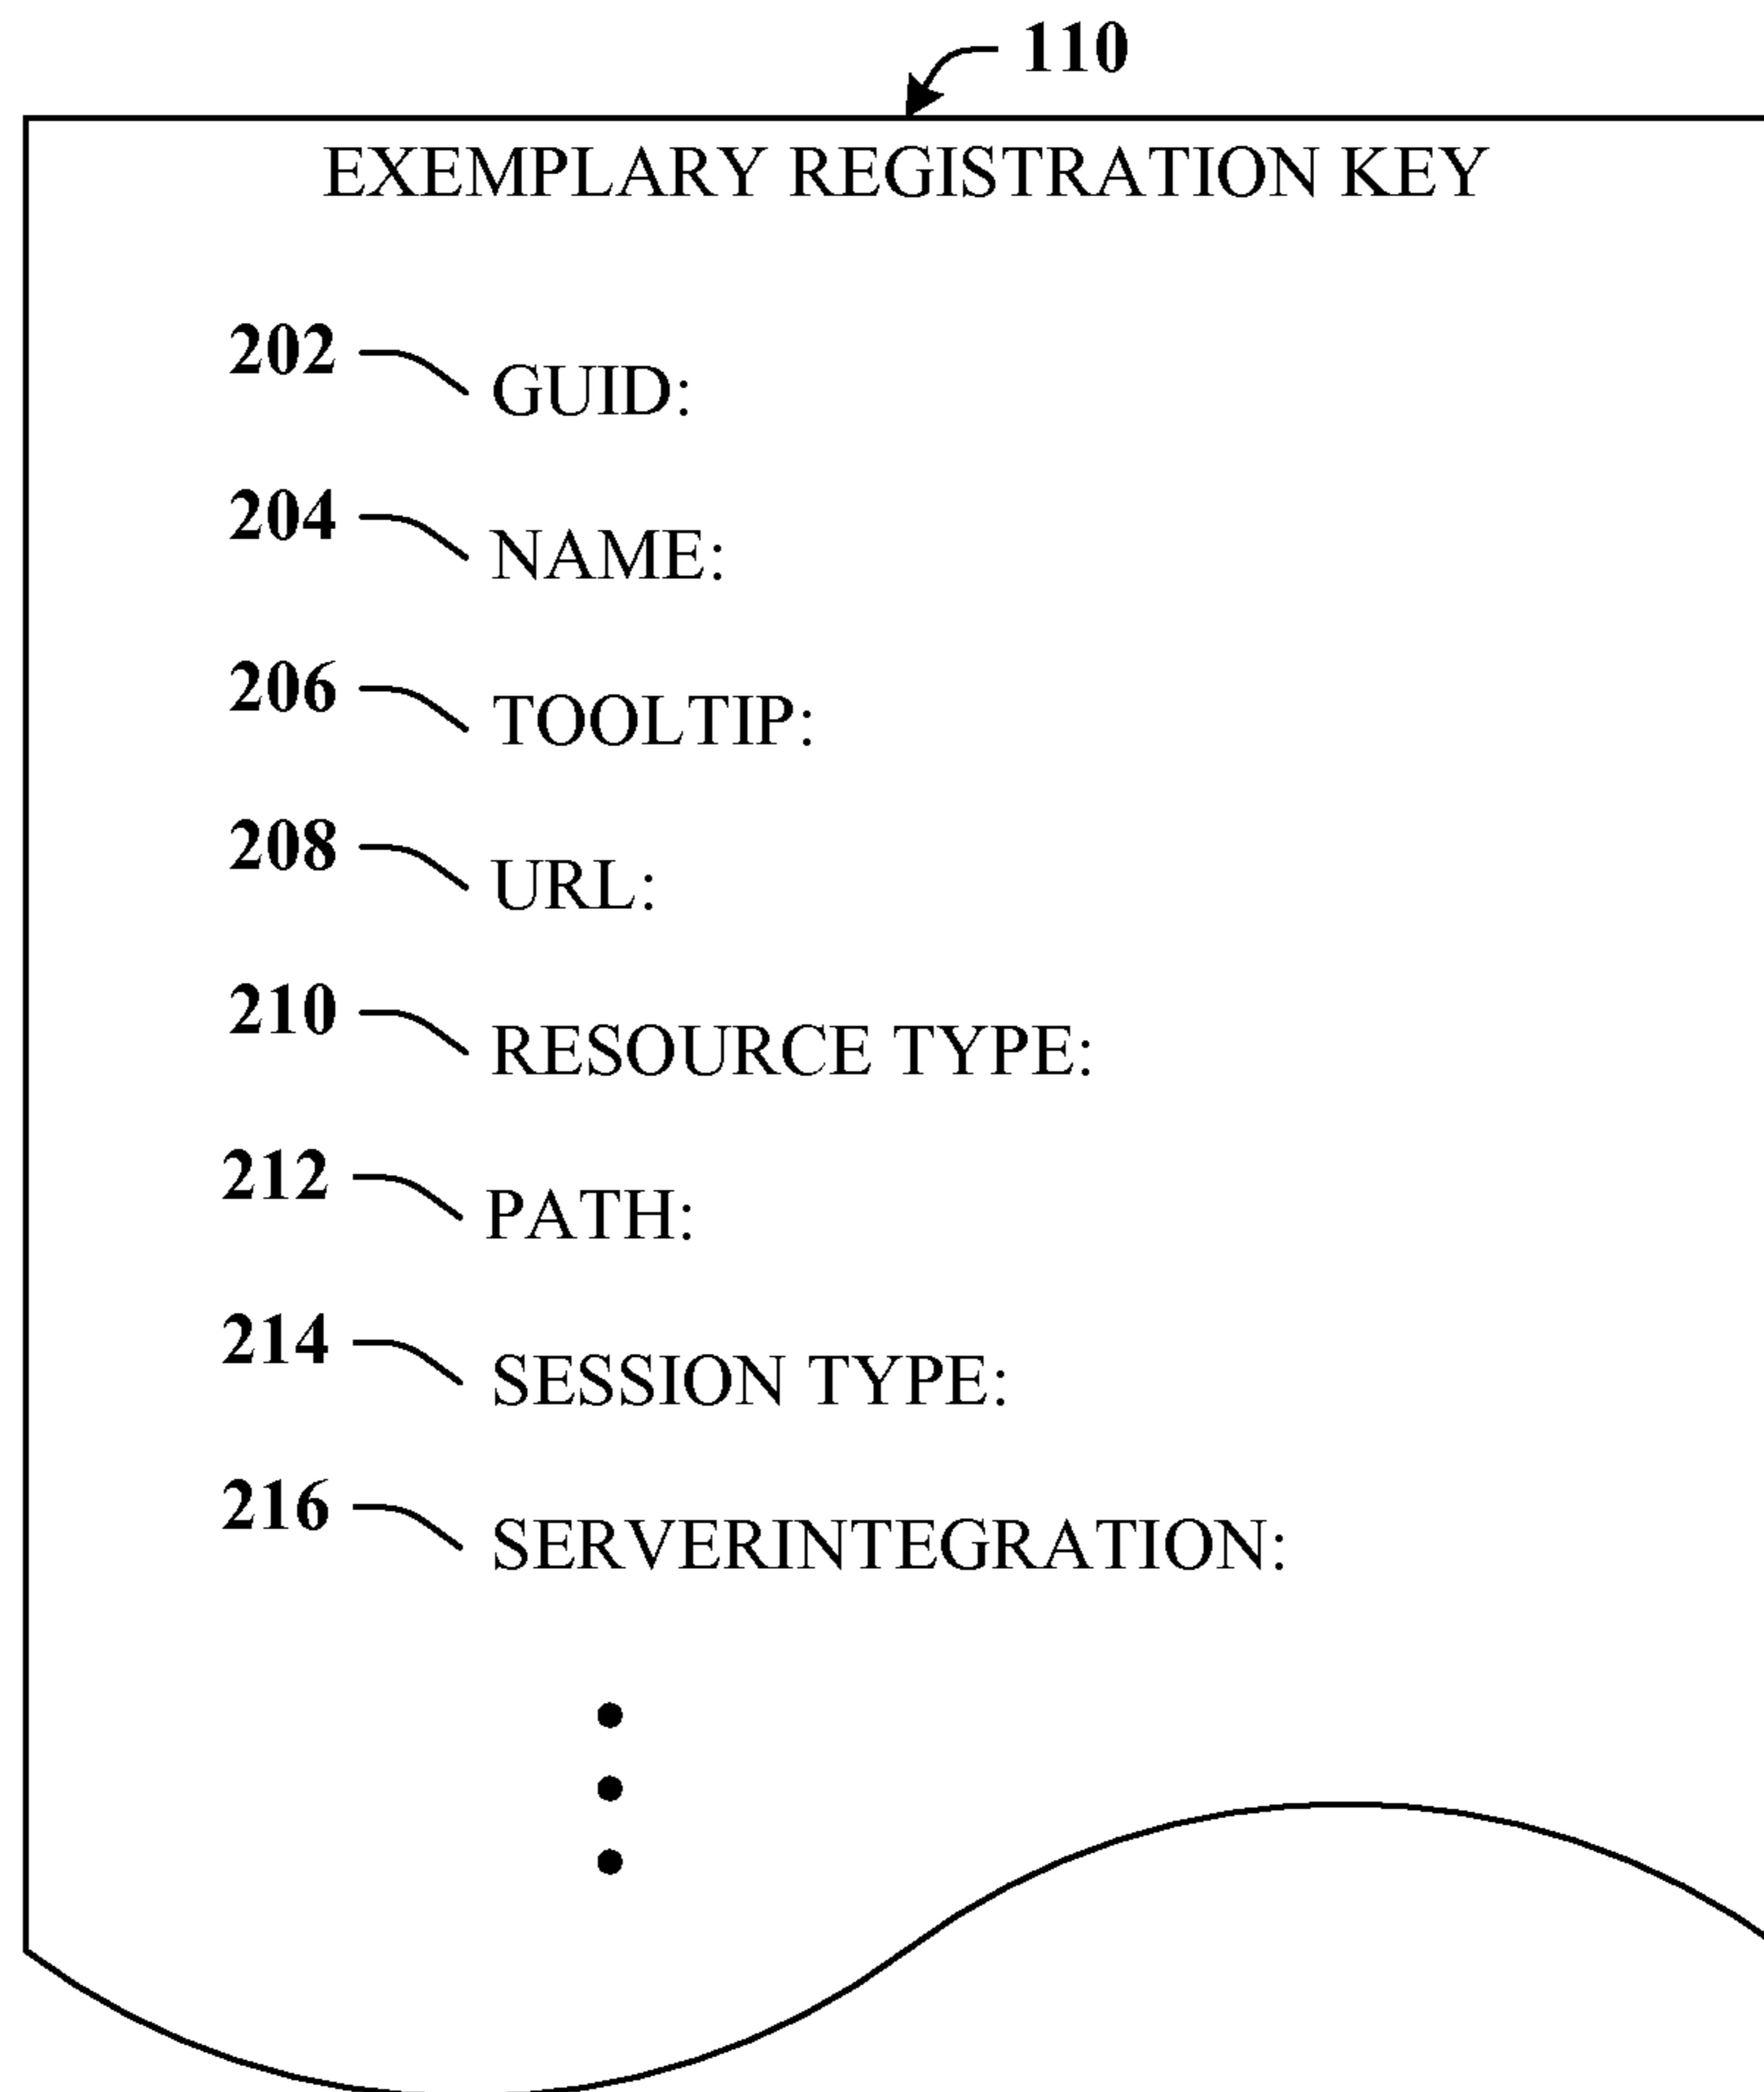 110
EXEMPLARY REGISTRATION KEY
202 GUID:
204 NAME:
206 TOOLTIP:
208 URL:
210 RESOURCE TYPE:
212 PATH:
214 SESSION TYPE:
216 SERVERINTEGRATION: